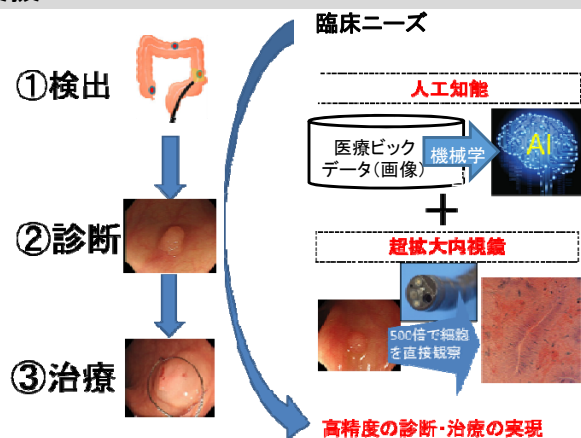 ①検出
②診断
③治療
臨床ニーズ
人工知能
医療ビック
データ(画像)
機械学
AI
+
超拡大内視鏡
500倍で細胞
を直接観察
高精度の診断・治療の実現